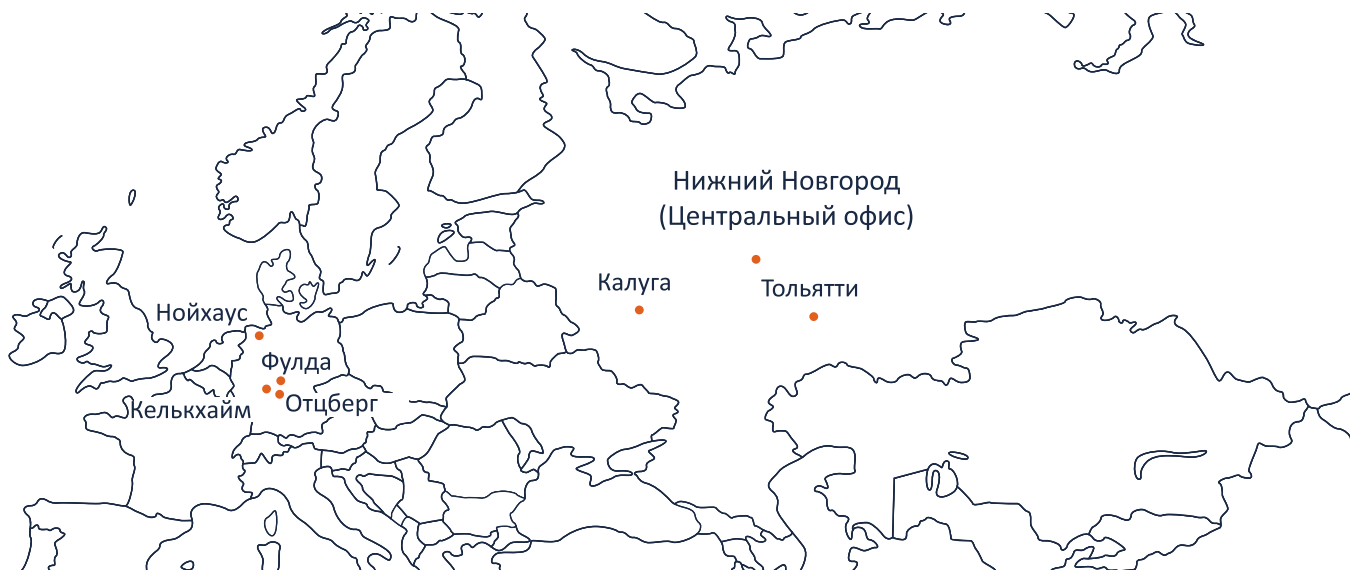 Нижний Новгород
(Центральный офис)
Калуга
Тольятти
Нойхаус
Фулда
Отцберг
Келькхайм